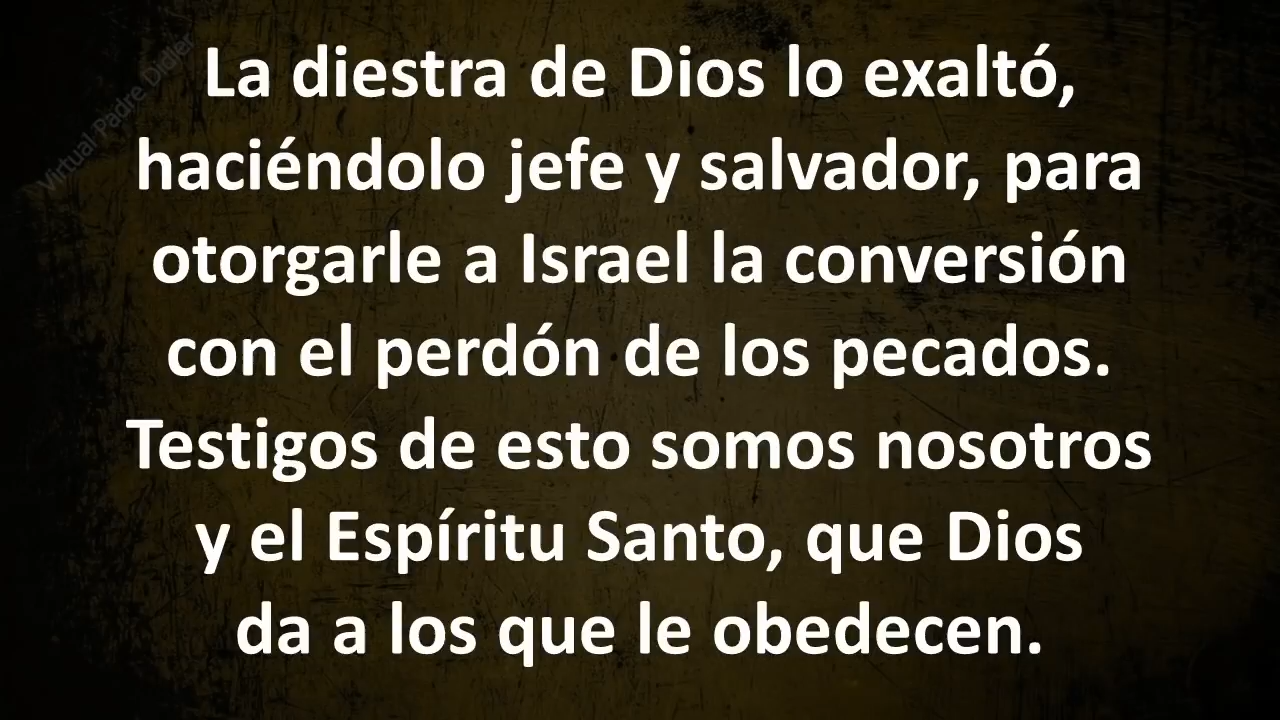 Virtual Padre Didier
La diestra de Dios lo exaltó,
haciéndolo jefe y salvador, para
otorgarle a Israel la conversión
con el perdón de los pecados.
Testigos de esto somos nosotros
y el Espíritu Santo, que Dios
da a los que le obedecen.